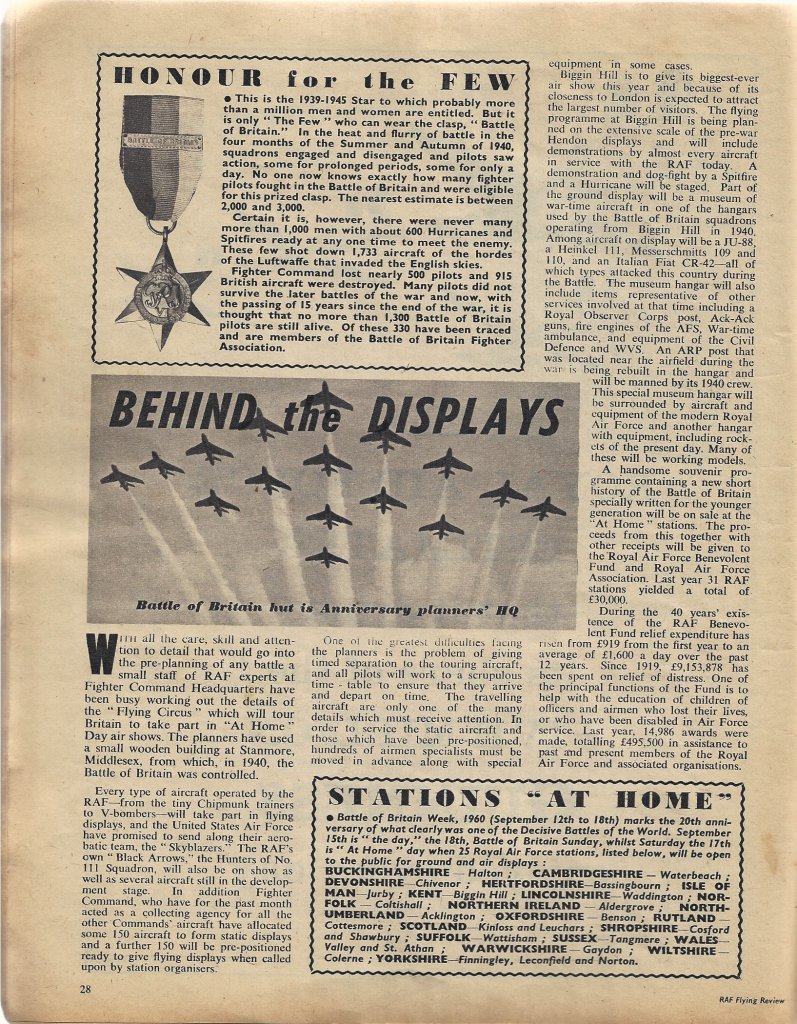 HONOUR for the FEW
BATTLE OF BRITAIN
● This is the 1939-1945 Star to which probably more
than a million men and women are entitled. But it
is only "The Few" who can wear the clasp, "Battle
of Britain." In the heat and flurry of battle in the
four months of the Summer and Autumn of 1940,
squadrons engaged and disengaged and pilots saw
action, some for prolonged periods, some for only a
day. No one now knows exactly how many fighter
pilots fought in the Battle of Britain and were eligible
for this prized clasp. The nearest estimate is between
2,000 and 3,000.
Certain it is, however, there were never many
more than 1,000 men with about 600 Hurricanes and
Spitfires ready at any one time to meet the enemy.
These few shot down 1,733 aircraft of the hordes
of the Luftwaffe that invaded the English skies.
Fighter Command lost nearly 500 pilots and 915
British aircraft were destroyed. Many pilots did not
survive the later battles of the war and now, with
the passing of 15 years since the end of the war, it is
thought that no more than 1,300 Battle of Britain
pilots are still alive. Of these 330 have been traced
and are members of the Battle of Britain Fighter
Association.
BEHIND the DISPLAYS
Battle of Britain hut is Anniversary planners' HQ
WITH all the care, skill and atten-
tion to detail that would go into
the pre-planning of any battle a
small staff of RAF experts at
Fighter Command Headquarters have
been busy working out the details of
the "Flying Circus" which will tour
Britain to take part in "At Home"
Day air shows. The planners have used
a small wooden building at Stanmore,
Middlesex, from which, in 1940, the
Battle of Britain was controlled.
Every type of aircraft operated by the
RAF—from the tiny Chipmunk trainers
to V-bombers—will take part in flying
displays, and the United States Air Force
have promised to send along their aero-
batic team, the "Skyblazers." The RAF's
own "Black Arrows," the Hunters of No.
111 Squadron, will also be on show as
well as several aircraft still in the develop-
ment stage. In addition Fighter
Command, who have for the past month
acted as a collecting agency for all the
other Commands' aircraft have allocated
some 150 aircraft to form static displays
and a further 150 will be pre-positioned
ready to give flying displays when called
upon by station organisers.
One of the greatest difficulties facing
the planners is the problem of giving
timed separation to the touring aircraft,
and all pilots will work to a scrupulous
time-table to ensure that they arrive
and depart on time. The travelling
aircraft are only one of the many
details which must receive attention. In
order to service the static aircraft and
those which have been pre-positioned,
hundreds of airmen specialists must be
moved in advance along with special
equipment in some cases.
Biggin Hill is to give its biggest-ever
air show this year and because of its
closeness to London is expected to attract
the largest number of visitors. The flying
programme at Biggin Hill is being plan-
ned on the extensive scale of the pre-war
Hendon displays and will include
demonstrations by almost every aircraft
in service with the RAF today. A
demonstration and dog-fight by a Spitfire
and a Hurricane will be staged. Part of
the ground display will be a museum of
war-time aircraft in one of the hangars
used by the Battle of Britain squadrons
operating from Biggin Hill in 1940.
Among aircraft on display will be a JU-88,
a Heinkel 111, Messerschmitts 109 and
110, and an Italian Fiat CR-42—all of
which types attacked this country during
the Battle. The museum hangar will also
include items representative of other
services involved at that time including a
Royal Observer Corps post, Ack-Ack
guns, fire engines of the AFS, War-time
ambulance, and equipment of the Civil
Defence and WVS. An ARP post that
was located near the airfield during the
war is being rebuilt in the hangar and
will be manned by its 1940 crew.
This special museum hangar will
be surrounded by aircraft and
equipment of the modern Royal
Air Force and another hangar
with equipment, including rock-
ets of the present day. Many of
these will be working models.
A handsome souvenir pro-
gramme containing a new short
history of the Battle of Britain
specially written for the younger
generation will be on sale at the
"At Home" stations. The pro-
ceeds from this together with
other receipts will be given to
the Royal Air Force Benevolent
Fund and Royal Air Force
Association. Last year 31 RAF
stations yielded a total of
£30,000.
During the 40 years' exis-
tence of the RAF Benevo-
lent Fund relief expenditure has
risen from £919 from the first year to an
average of £1,600 a day over the past
12 years. Since 1919, £9,153,878 has
been spent on relief of distress. One of
the principal functions of the Fund is to
help with the education of children of
officers and airmen who lost their lives,
or who have been disabled in Air Force
service. Last year, 14,986 awards were
made, totalling £495,500 in assistance to
past and present members of the Royal
Air Force and associated organisations.
STATIONS "AT HOME"
● Battle of Britain Week, 1960 (September 12th to 18th) marks the 20th anni-
versary of what clearly was one of the Decisive Battles of the World. September
15th is "the day," the 18th, Battle of Britain Sunday, whilst Saturday the 17th
is "At Home" day when 25 Royal Air Force stations, listed below, will be open
to the public for ground and air displays :
BUCKINGHAMSHIRE — Halton ; CAMBRIDGESHIRE — Waterbeach ;
DEVONSHIRE—Chivenor ; HERTFORDSHIRE—Bassingbourn ; ISLE OF
MAN—Jurby ; KENT—Biggin Hill ; LINCOLNSHIRE—Waddington ; NOR-
FOLK — Coltishall ; NORTHERN IRELAND — Aldergrove ; NORTH-
UMBERLAND — Acklington ; OXFORDSHIRE — Benson ; RUTLAND —
Cottesmore ; SCOTLAND—Kinloss and Leuchars ; SHROPSHIRE—Cosford
and Shawbury ; SUFFOLK—Wattisham ; SUSSEX—Tangmere ; WALES—
Valley and St. Athan ; WARWICKSHIRE—Gaydon ; WILTSHIRE—
Colerne ; YORKSHIRE—Finningley, Leconfield and Norton.
28
RAF Flying Review